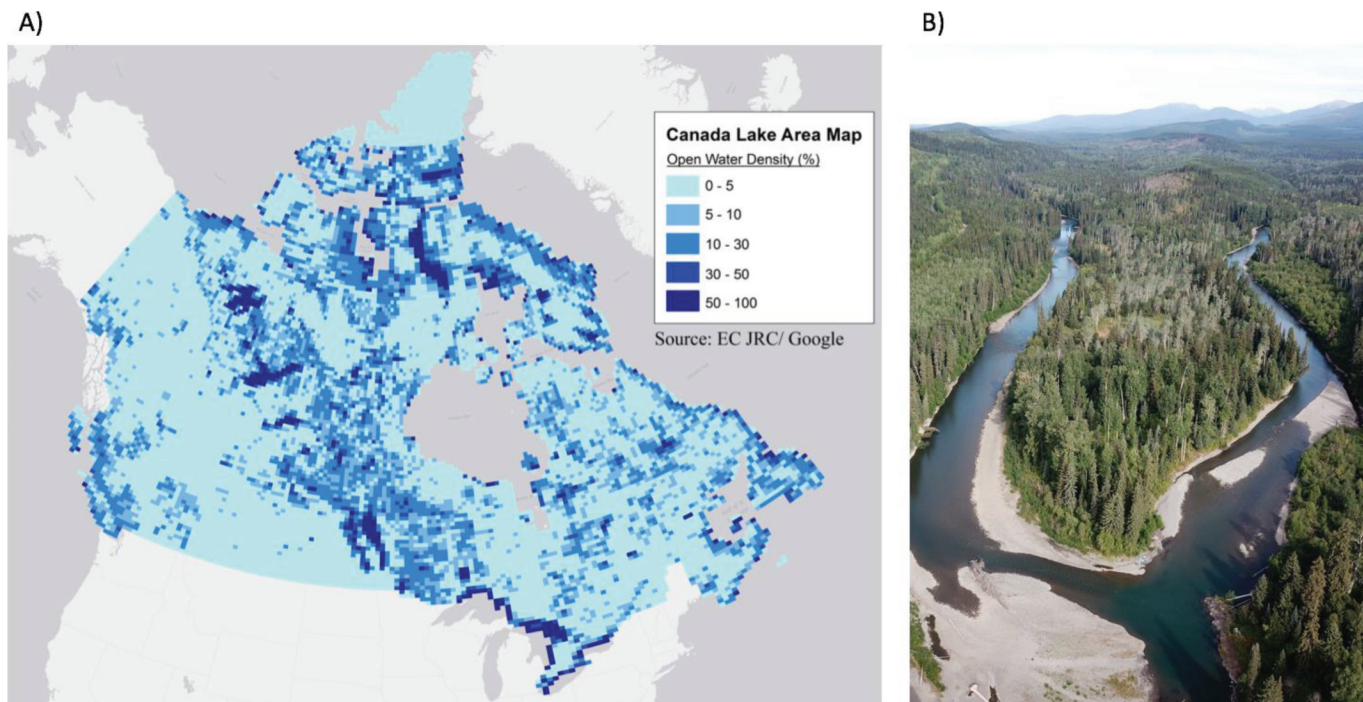 A)
B)
Canada Lake Area Map
Open Water Density (%)
0 - 5
5 - 10
10 - 30
30 - 50
50 - 100
Source: EC JRC/ Google